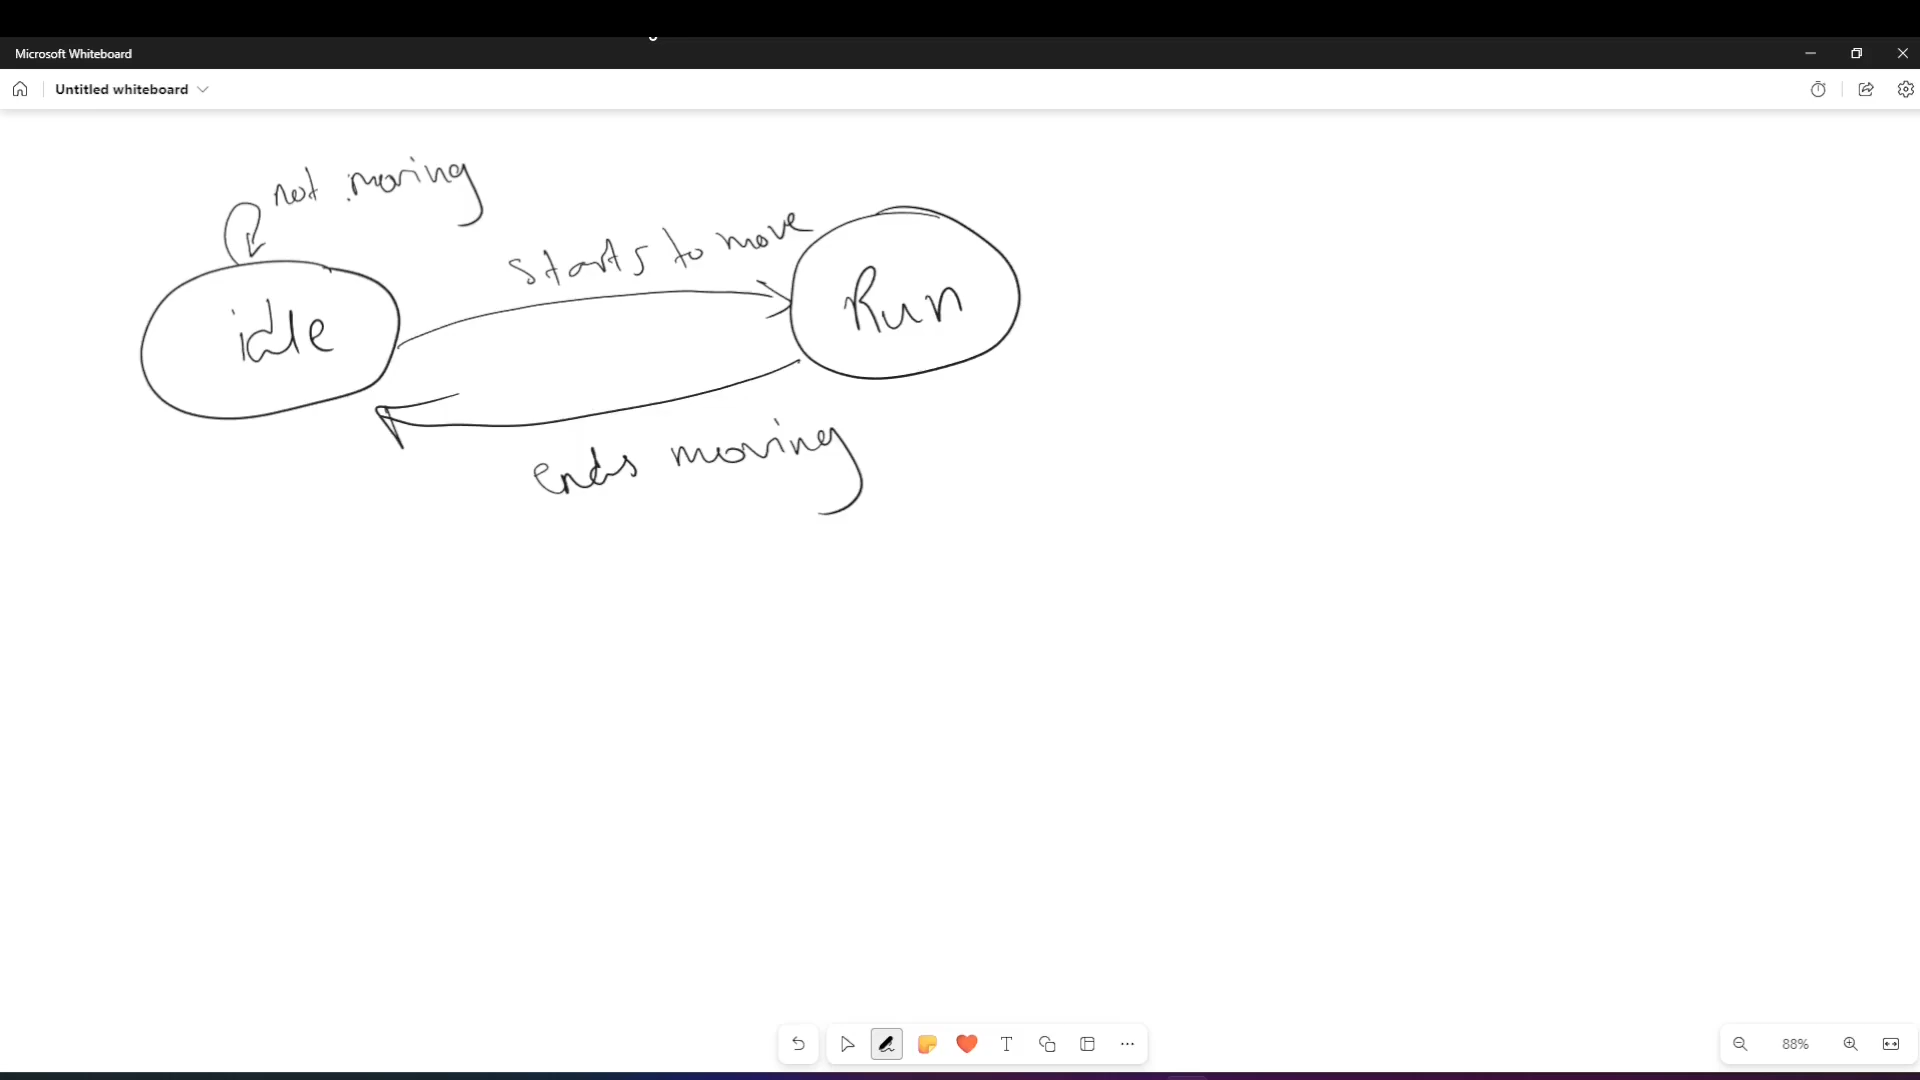 Microsoft Whiteboard
Untitled whiteboard
not moving
starts to move
idle
Run
ends moving
88%